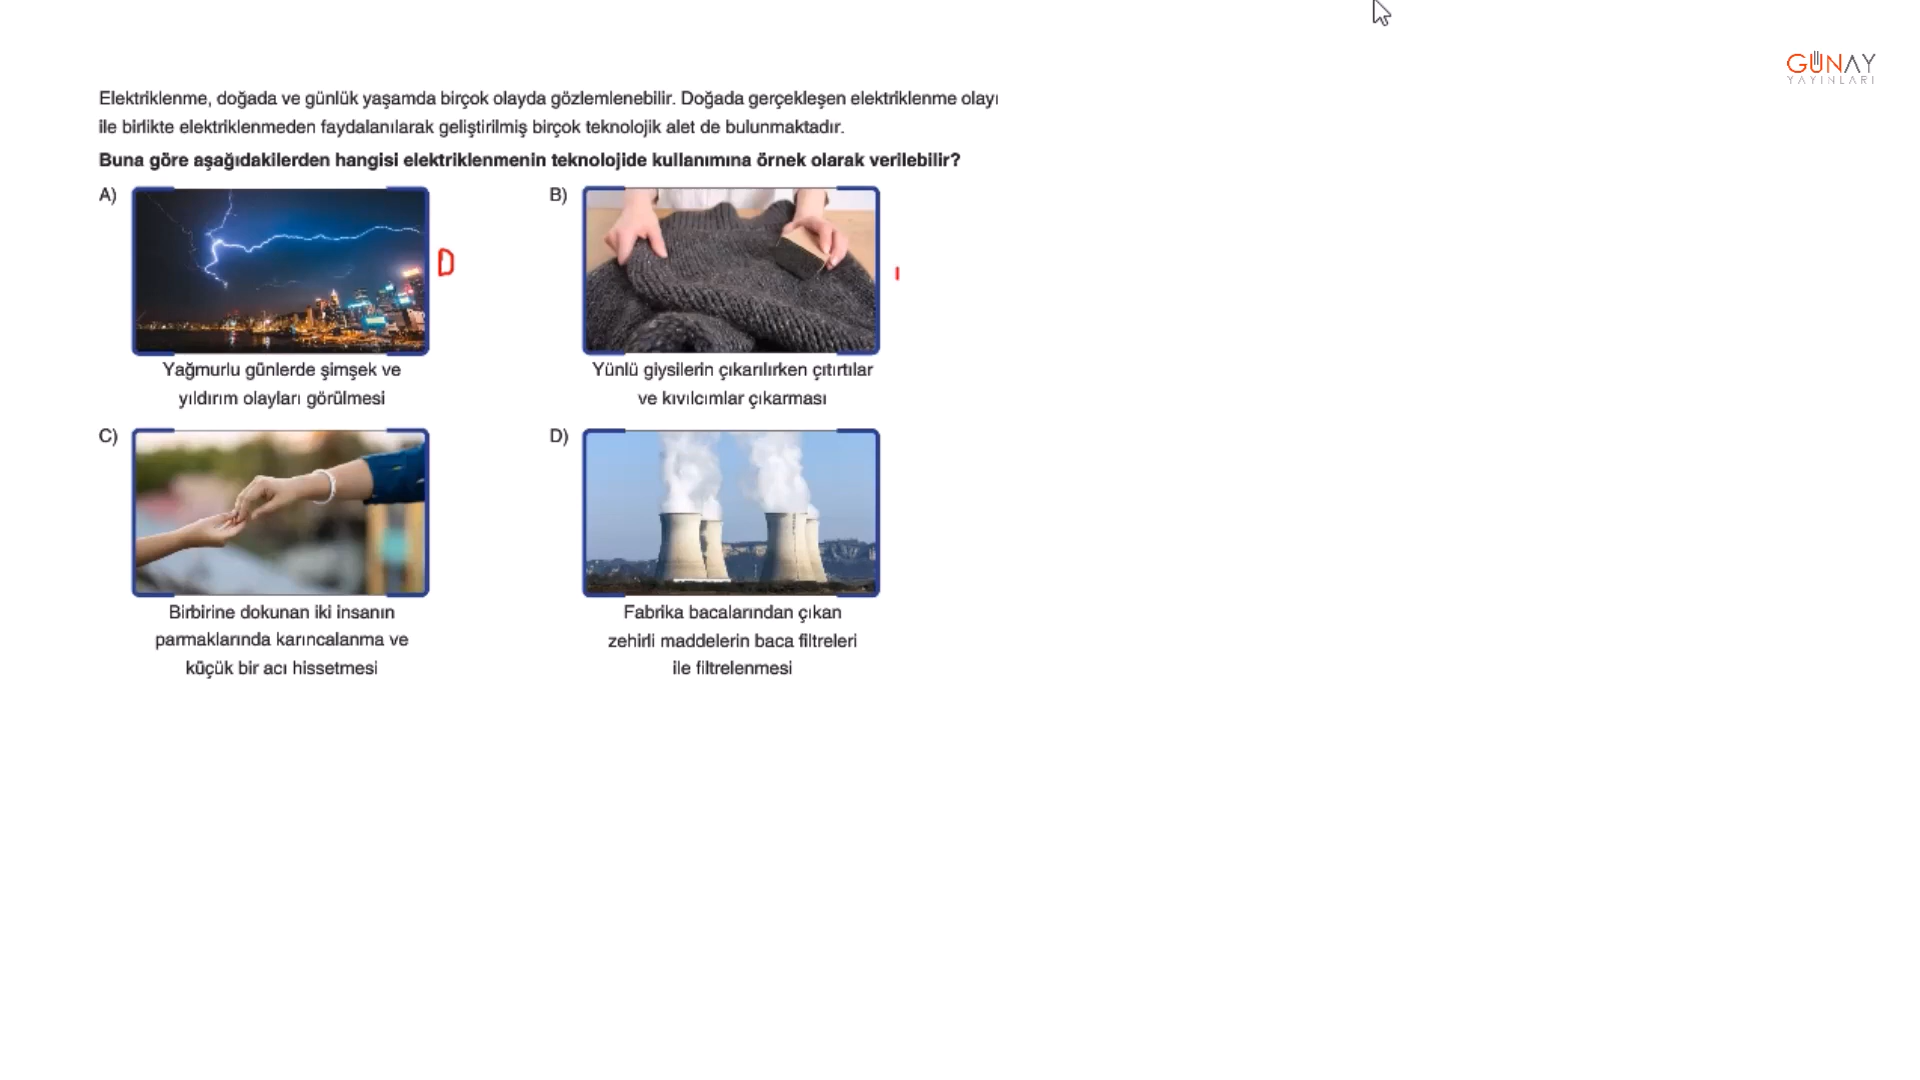 GÜNAY
YAYINLARI
Elektriklenme, doğada ve günlük yaşamda birçok olayda gözlemlenebilir. Doğada gerçekleşen elektriklenme olayı
ile birlikte elektriklenmeden faydalanılarak geliştirilmiş birçok teknolojik alet de bulunmaktadır.
Buna göre aşağıdakilerden hangisi elektriklenmenin teknolojide kullanımına örnek olarak verilebilir?
A)
D
Yağmurlu günlerde şimşek ve
yıldırım olayları görülmesi
B)
Yünlü giysilerin çıkarılırken çıtırtılar
ve kıvılcımlar çıkarması
C)
Birbirine dokunan iki insanın
parmaklarında karıncalanma ve
küçük bir acı hissetmesi
D)
Fabrika bacalarından çıkan
zehirli maddelerin baca filtreleri
ile filtrelenmesi